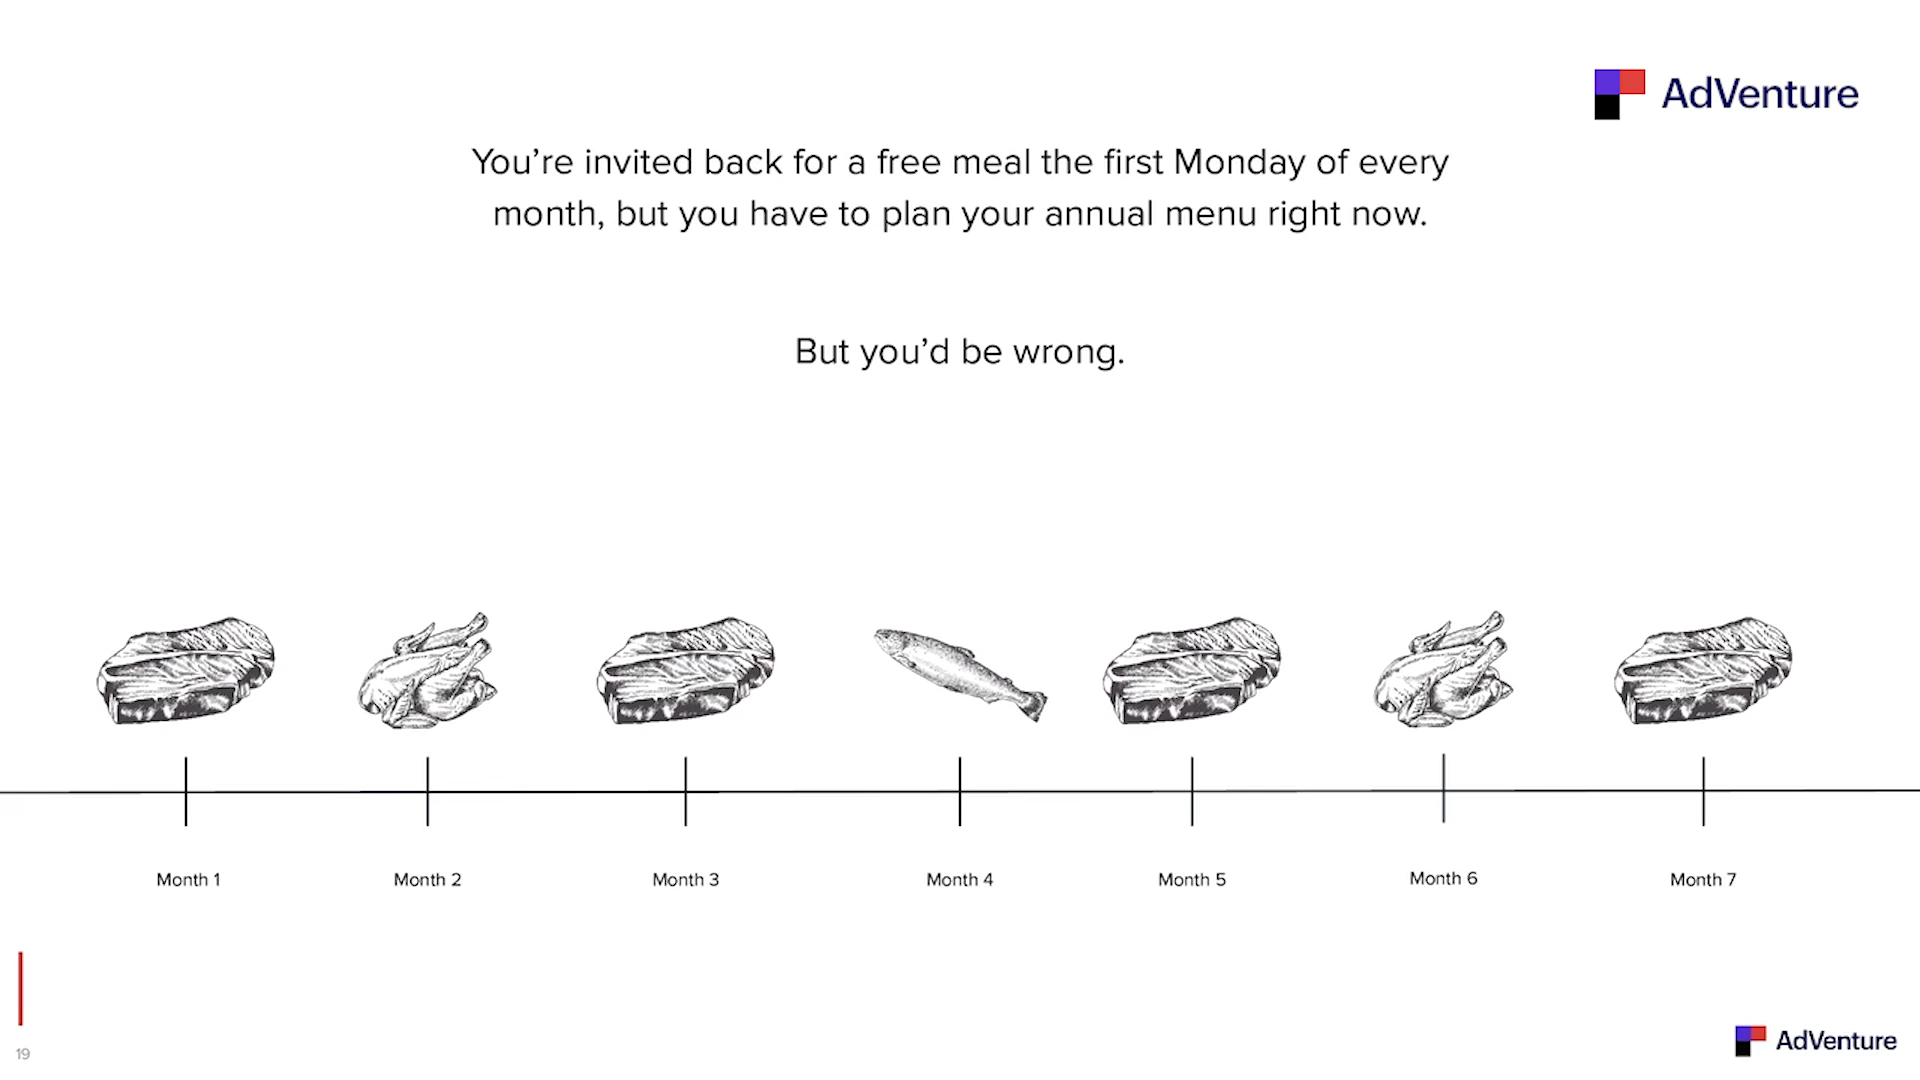 AdVenture
You’re invited back for a free meal the first Monday of every
month, but you have to plan your annual menu right now.
But you’d be wrong.
Month 1
Month 2
Month 3
Month 4
Month 5
Month 6
Month 7
19
AdVenture